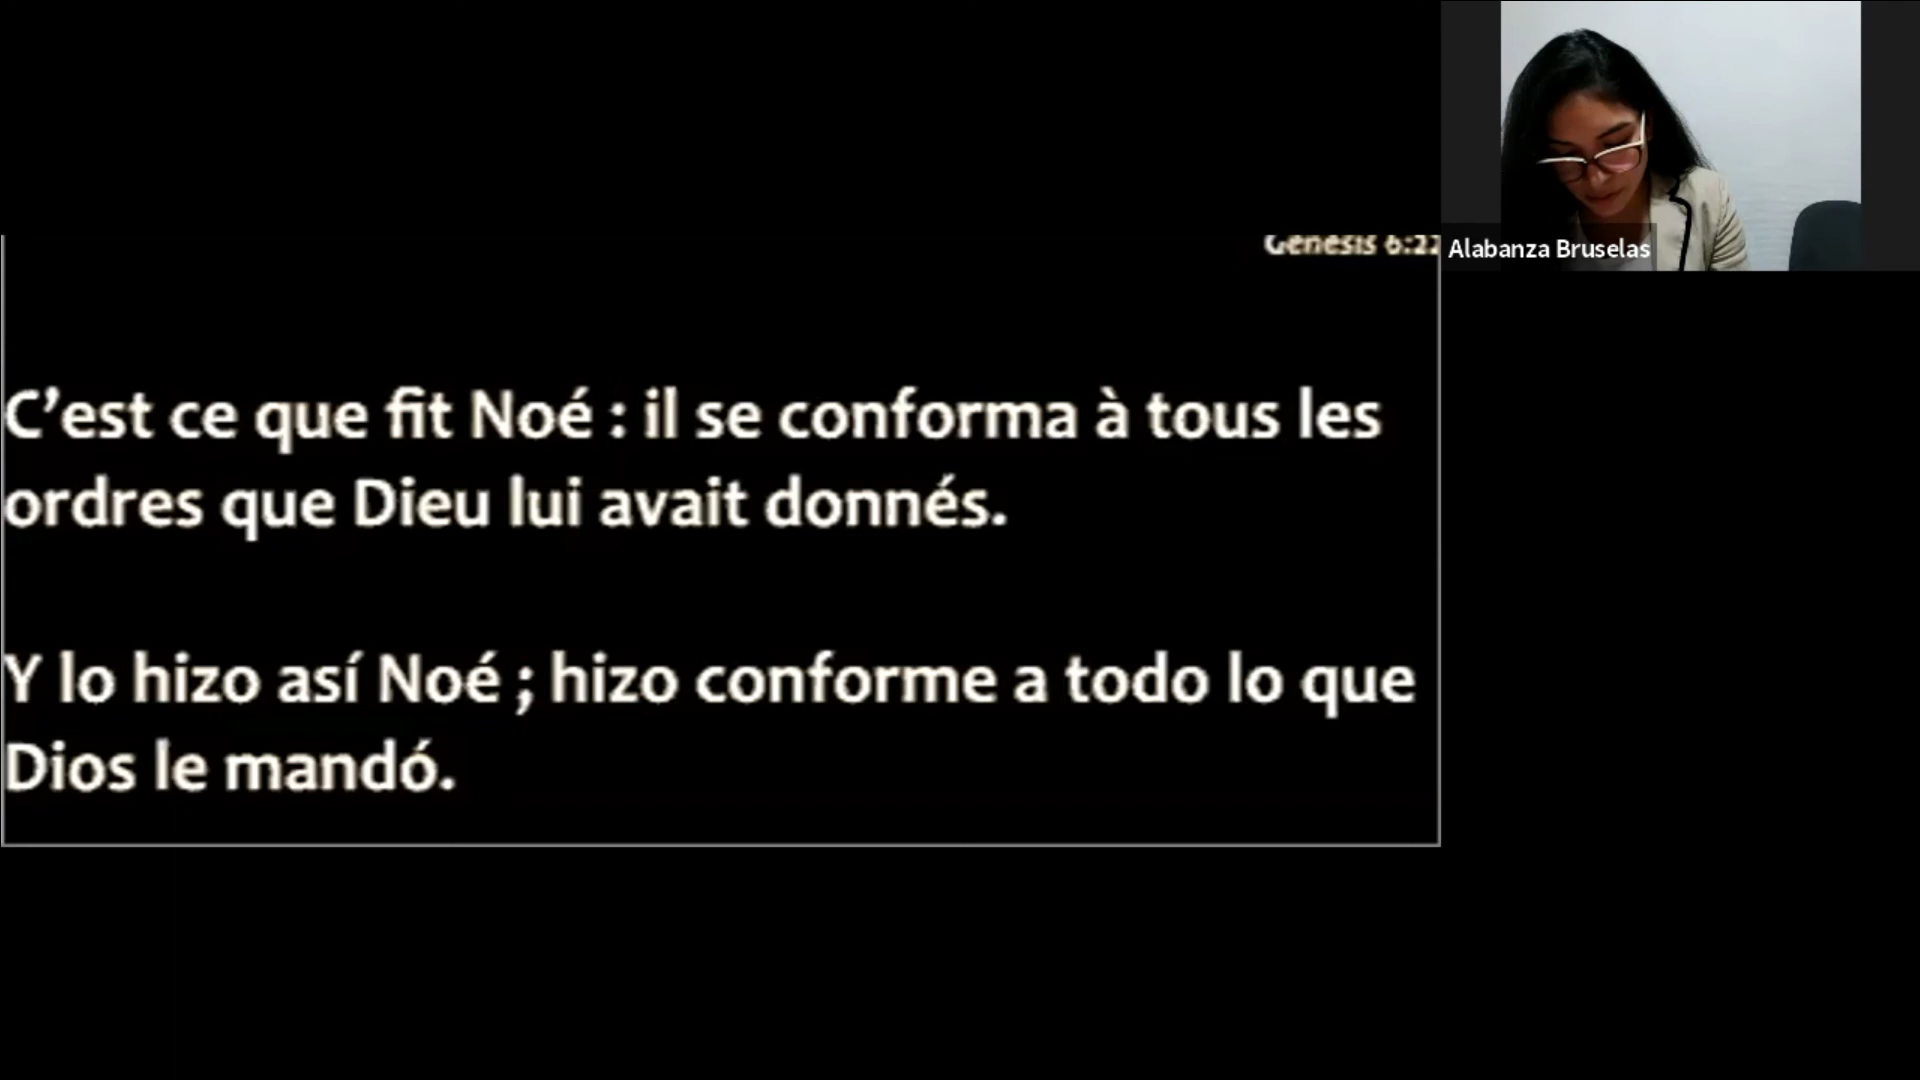 Genesis 6:22
Alabanza Bruselas
C’est ce que fit Noé : il se conforma à tous les
ordres que Dieu lui avait donnés.
Y lo hizo así Noé ; hizo conforme a todo lo que
Dios le mandó.